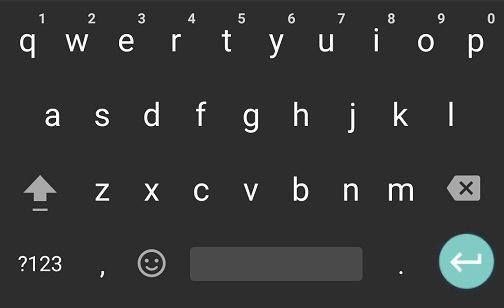 1 2 3 4 5 6 7 8 9 0
q w e r t y u i o p
a s d f g h j k l
z x c v b n m
?123 , .